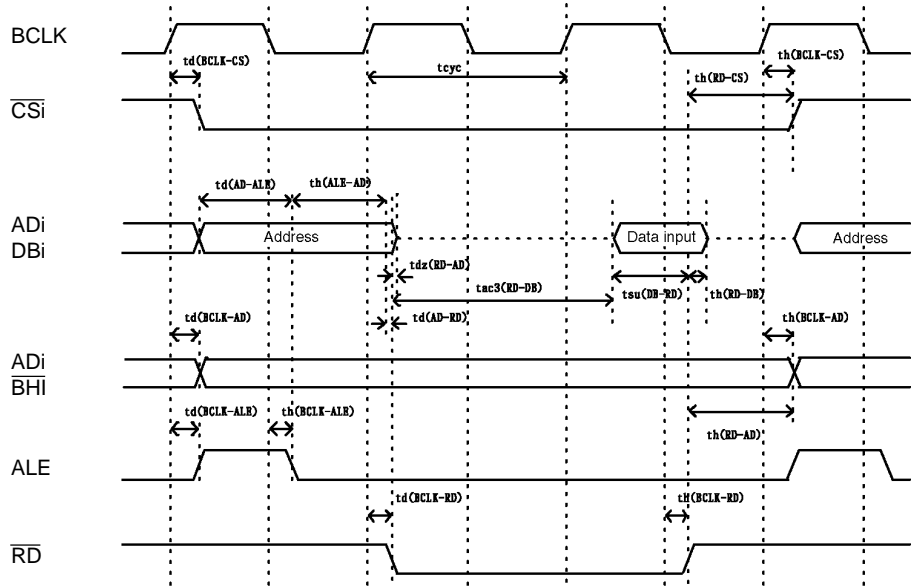 BCLK
td(BCLK-CS)
tcyc
th(BCLK-CS)
th(RD-CS)
CSi
td(AD-ALE)
th(ALE-AD)
ADi
DBi
Address
Data input
Address
tdz(RD-AD)
tac3(RD-DB)
tsu(DB-RD)
th(RD-DB)
td(AD-RD)
td(BCLK-AD)
th(BCLK-AD)
ADi
BHI
td(BCLK-ALE)
th(BCLK-ALE)
th(RD-AD)
ALE
td(BCLK-RD)
tH(BCLK-RD)
RD